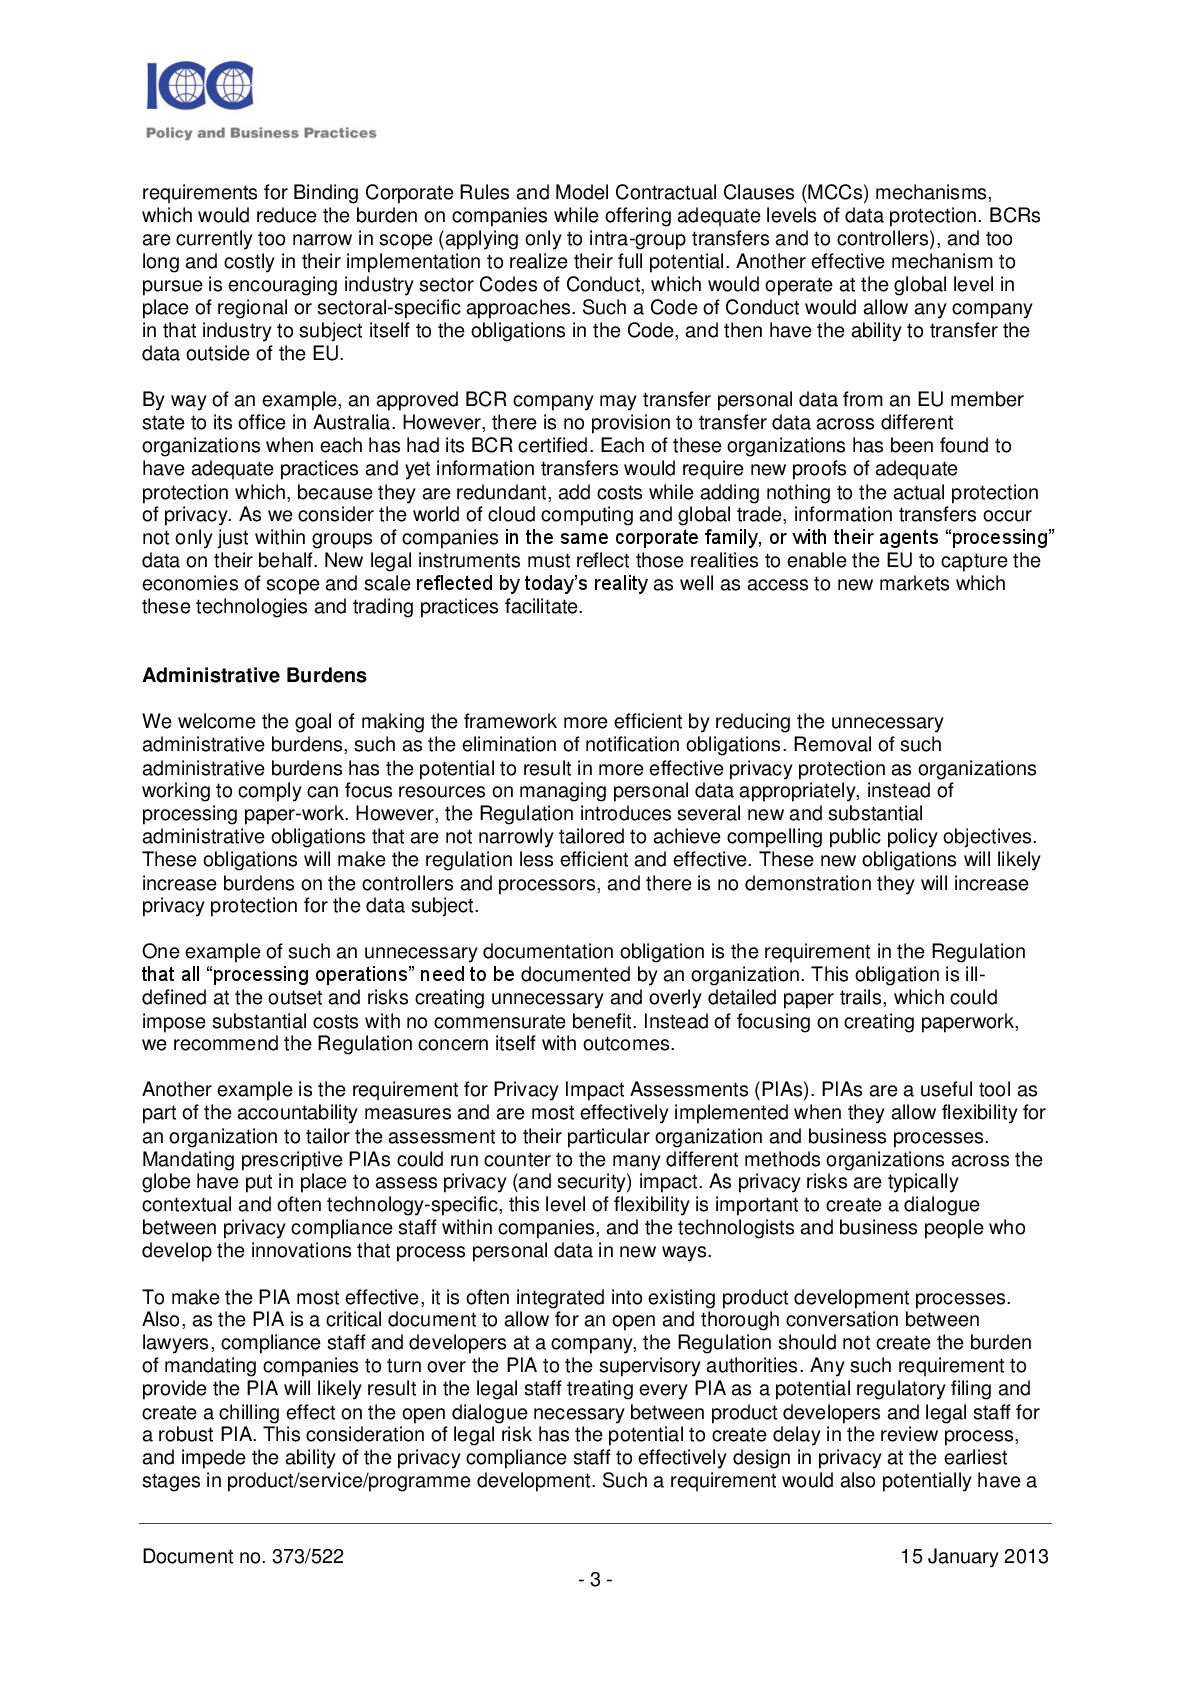 ICC
Policy and Business Practices
requirements for Binding Corporate Rules and Model Contractual Clauses (MCCs) mechanisms,
which would reduce the burden on companies while offering adequate levels of data protection. BCRs
are currently too narrow in scope (applying only to intra-group transfers and to controllers), and too
long and costly in their implementation to realize their full potential. Another effective mechanism to
pursue is encouraging industry sector Codes of Conduct, which would operate at the global level in
place of regional or sectoral-specific approaches. Such a Code of Conduct would allow any company
in that industry to subject itself to the obligations in the Code, and then have the ability to transfer the
data outside of the EU.
By way of an example, an approved BCR company may transfer personal data from an EU member
state to its office in Australia. However, there is no provision to transfer data across different
organizations when each has had its BCR certified. Each of these organizations has been found to
have adequate practices and yet information transfers would require new proofs of adequate
protection which, because they are redundant, add costs while adding nothing to the actual protection
of privacy. As we consider the world of cloud computing and global trade, information transfers occur
not only just within groups of companies in the same corporate family, or with their agents “processing”
data on their behalf. New legal instruments must reflect those realities to enable the EU to capture the
economies of scope and scale reflected by today’s reality as well as access to new markets which
these technologies and trading practices facilitate.
Administrative Burdens
We welcome the goal of making the framework more efficient by reducing the unnecessary
administrative burdens, such as the elimination of notification obligations. Removal of such
administrative burdens has the potential to result in more effective privacy protection as organizations
working to comply can focus resources on managing personal data appropriately, instead of
processing paper-work. However, the Regulation introduces several new and substantial
administrative obligations that are not narrowly tailored to achieve compelling public policy objectives.
These obligations will make the regulation less efficient and effective. These new obligations will likely
increase burdens on the controllers and processors, and there is no demonstration they will increase
privacy protection for the data subject.
One example of such an unnecessary documentation obligation is the requirement in the Regulation
that all “processing operations” need to be documented by an organization. This obligation is ill-
defined at the outset and risks creating unnecessary and overly detailed paper trails, which could
impose substantial costs with no commensurate benefit. Instead of focusing on creating paperwork,
we recommend the Regulation concern itself with outcomes.
Another example is the requirement for Privacy Impact Assessments (PIAs). PIAs are a useful tool as
part of the accountability measures and are most effectively implemented when they allow flexibility for
an organization to tailor the assessment to their particular organization and business processes.
Mandating prescriptive PIAs could run counter to the many different methods organizations across the
globe have put in place to assess privacy (and security) impact. As privacy risks are typically
contextual and often technology-specific, this level of flexibility is important to create a dialogue
between privacy compliance staff within companies, and the technologists and business people who
develop the innovations that process personal data in new ways.
To make the PIA most effective, it is often integrated into existing product development processes.
Also, as the PIA is a critical document to allow for an open and thorough conversation between
lawyers, compliance staff and developers at a company, the Regulation should not create the burden
of mandating companies to turn over the PIA to the supervisory authorities. Any such requirement to
provide the PIA will likely result in the legal staff treating every PIA as a potential regulatory filing and
create a chilling effect on the open dialogue necessary between product developers and legal staff for
a robust PIA. This consideration of legal risk has the potential to create delay in the review process,
and impede the ability of the privacy compliance staff to effectively design in privacy at the earliest
stages in product/service/programme development. Such a requirement would also potentially have a
Document no. 373/522 15 January 2013
- 3 -